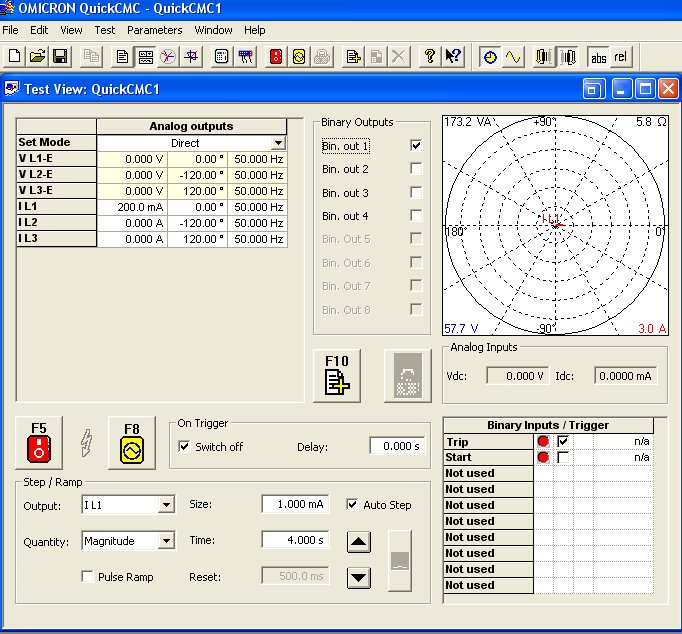 OMICRON QuickCMC - QuickCMC1
File Edit View Test Parameters Window Help
abs rel
Test View: QuickCMC1
Analog outputs
Set Mode Direct
V L1-E 0.000 V 0.00 ° 50.000 Hz
V L2-E 0.000 V -120.00 ° 50.000 Hz
V L3-E 0.000 V 120.00 ° 50.000 Hz
I L1 200.0 mA 0.00 ° 50.000 Hz
I L2 0.000 A -120.00 ° 50.000 Hz
I L3 0.000 A 120.00 ° 50.000 Hz
Binary Outputs
Bin. out 1
Bin. out 2
Bin. out 3
Bin. out 4
Bin. Out 5
Bin. Out 6
Bin. Out 7
Bin. Out 8
173.2 VA +90° 5.8 Ω
I L1
180° 0°
57.7 V -90° 3.0 A
F10
Analog Inputs
Vdc: 0.000 V Idc: 0.0000 mA
F5
F8
On Trigger
Switch off Delay: 0.000 s
Step / Ramp
Output: I L1 Size: 1.000 mA Auto Step
Quantity: Magnitude Time: 4.000 s
Pulse Ramp Reset: 500.0 ms
Binary Inputs / Trigger
Trip n/a
Start n/a
Not used
Not used
Not used
Not used
Not used
Not used
Not used
Not used